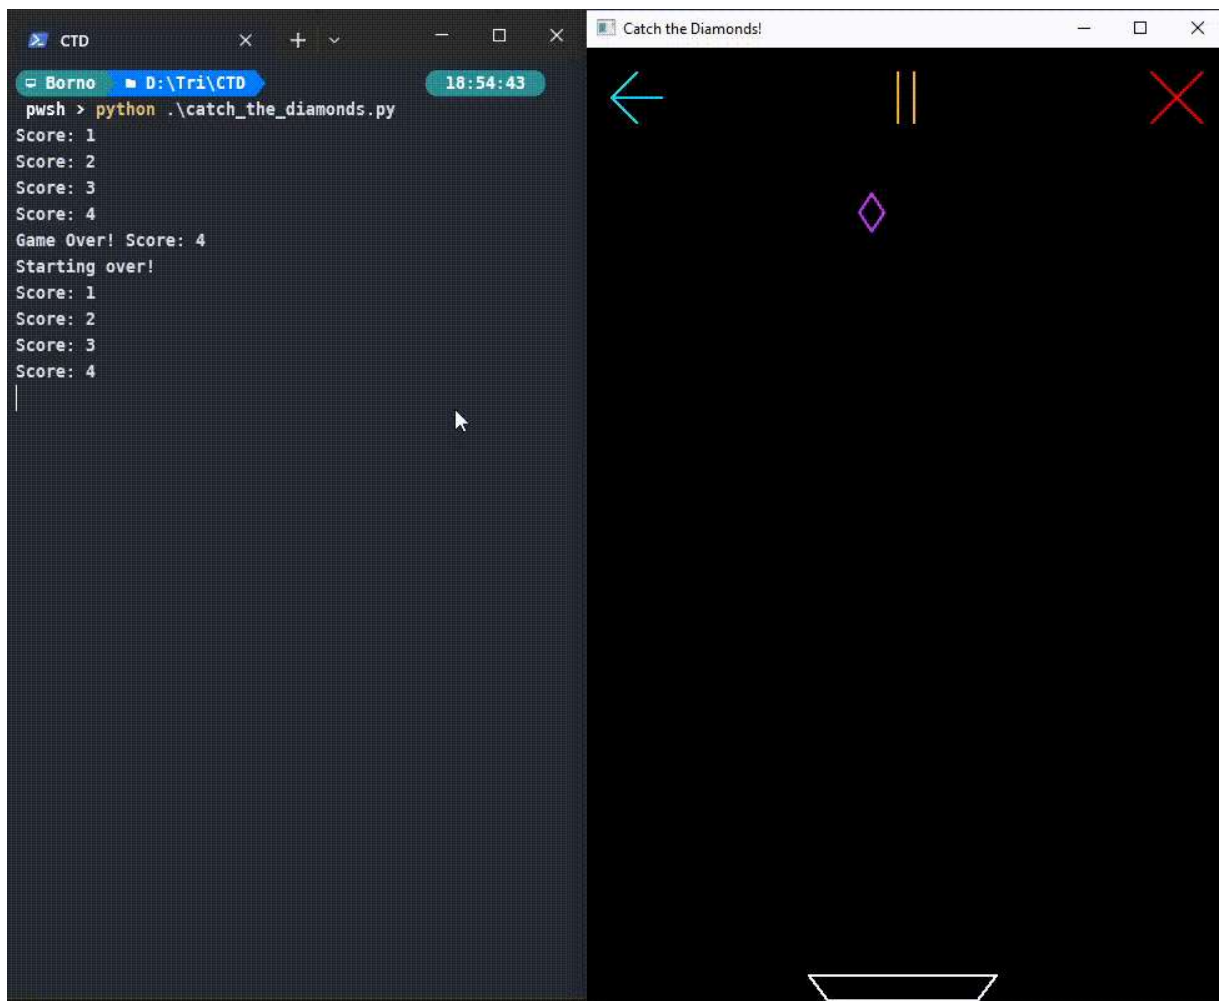 CTD
Borno D:\Tri\CTD 18:54:43
pwsh > python .\catch_the_diamonds.py
Score: 1
Score: 2
Score: 3
Score: 4
Game Over! Score: 4
Starting over!
Score: 1
Score: 2
Score: 3
Score: 4
Catch the Diamonds!